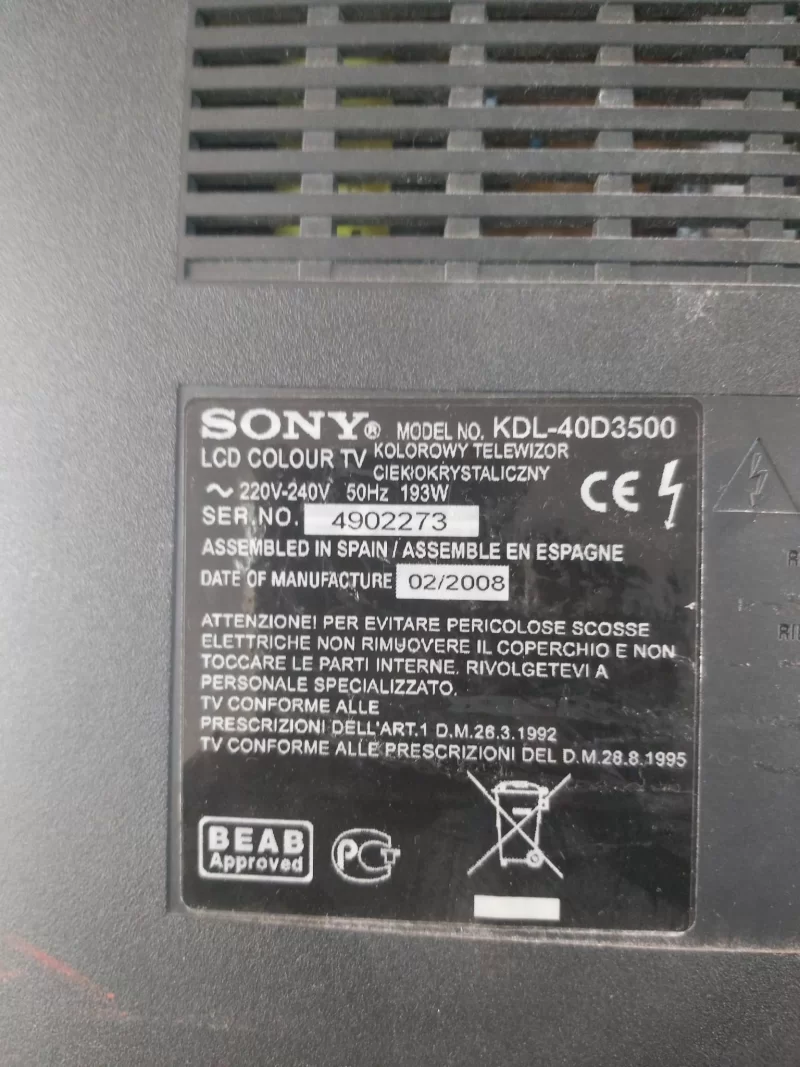 SONY® MODEL NO. KDL-40D3500
LCD COLOUR TV KOLOROWY TELEWIZOR
CIEKŁOKRYSTALICZNY
~ 220V-240V 50Hz 193W
CE
SER.NO. 4902273
ASSEMBLED IN SPAIN / ASSEMBLE EN ESPAGNE
DATE OF MANUFACTURE 02/2008
ATTENZIONE! PER EVITARE PERICOLOSE SCOSSE
ELETTRICHE NON RIMUOVERE IL COPERCHIO E NON
TOCCARE LE PARTI INTERNE. RIVOLGETEVI A
PERSONALE SPECIALIZZATO.
TV CONFORME ALLE
PRESCRIZIONI DELL'ART.1 D.M.26.3.1992
TV CONFORME ALLE PRESCRIZIONI DEL D.M.28.8.1995
BEAB
Approved